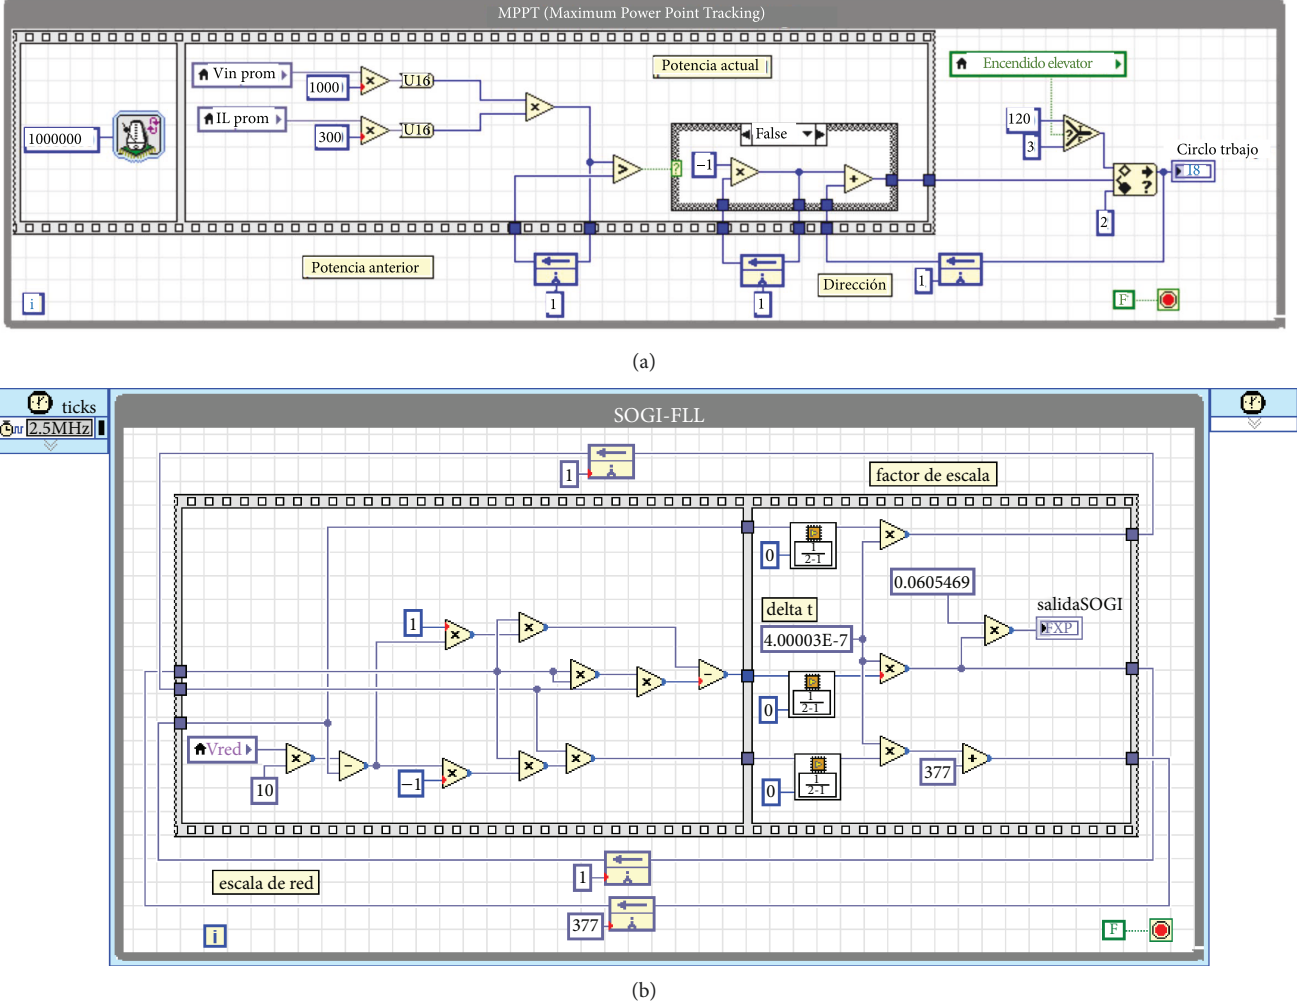 MPPT (Maximum Power Point Tracking)
1000000
Vin prom
1000
U16
IL prom
300
U16
Potencia actual
False
−1
?
Encendido elevator
120
3
Circlo trbajo
I8
2
Potencia anterior
1
1
Dirección
1
i
F
(a)
ticks
2.5MHz
SOGI-FLL
1
factor de escala
0
1
2-1
0.0605469
salidaSOGI
FXP
delta t
4.00003E-7
1
0
1
2-1
Vred
10
−1
0
1
2-1
377
escala de red
1
377
i
F
(b)